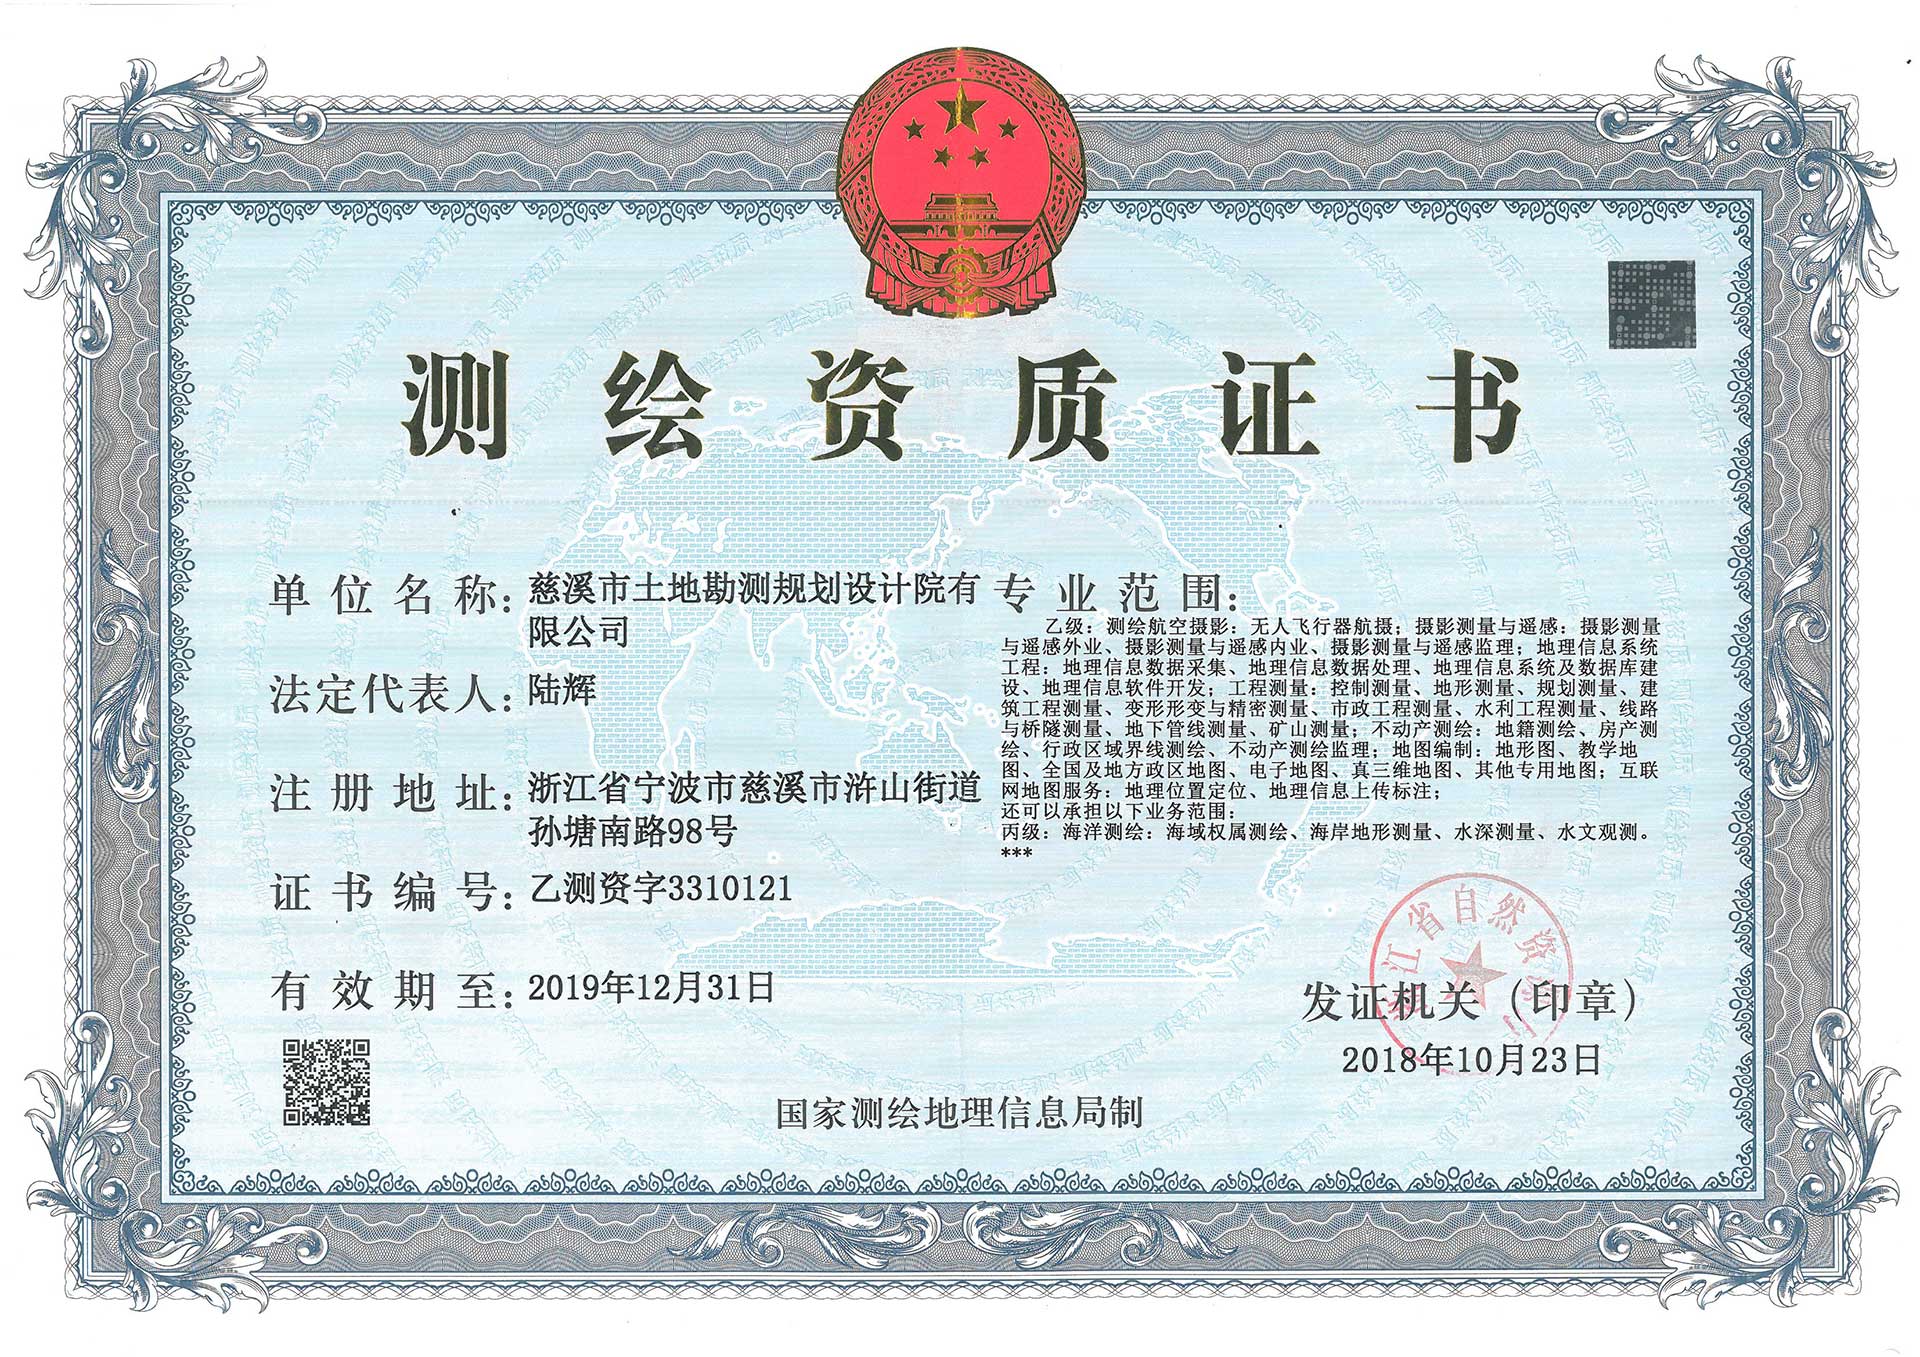 测绘资质证书
单位名称：慈溪市土地勘测规划设计院有
限公司
法定代表人：陆辉
注册地址：浙江省宁波市慈溪市浒山街道
孙塘南路98号
证书编号：乙测资字3310121
有效期至：2019年12月31日
专业范围：
乙级：测绘航空摄影：无人飞行器航摄；摄影测量与遥感：摄影测量
与遥感外业、摄影测量与遥感内业、摄影测量与遥感监理；地理信息系统
工程：地理信息数据采集、地理信息数据处理、地理信息系统及数据库建
设、地理信息软件开发；工程测量：控制测量、地形测量、规划测量、建
筑工程测量、变形形变与精密测量、市政工程测量、水利工程测量、线路
与桥隧测量、地下管线测量、矿山测量；不动产测绘：地籍测绘、房产测
绘、行政区域界线测绘、不动产测绘监理；地图编制：地形图、教学地
图、全国及地方政区地图、电子地图、真三维地图、其他专用地图；互联
网地图服务：地理位置定位、地理信息上传标注；
还可以承担以下业务范围：
丙级：海洋测绘：海域权属测绘、海岸地形测量、水深测量、水文观测。
***
浙江省自然资源厅
发证机关（印章）
2018年10月23日
国家测绘地理信息局制